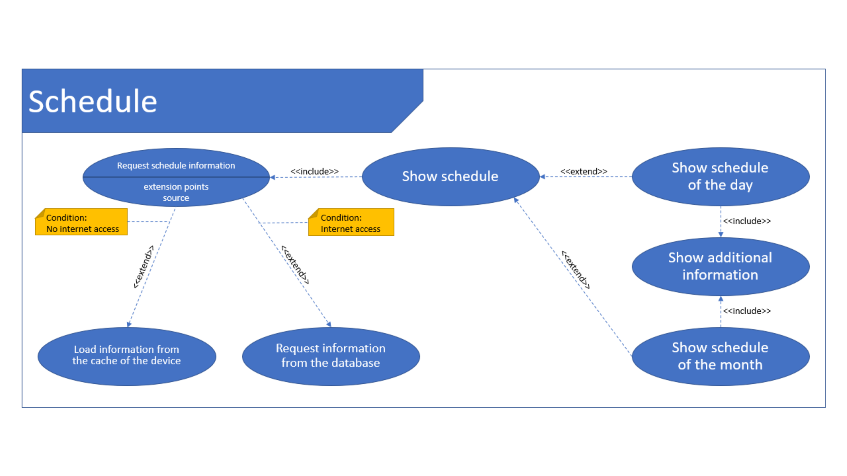 Schedule
Request schedule information
extension points
source
<<include>>
Show schedule
<<extend>>
Show schedule
of the day
Condition:
No internet access
Condition:
Internet access
<<include>>
<<extend>>
<<extend>>
<<extend>>
Show additional
information
<<include>>
Load information from
the cache of the device
Request information
from the database
Show schedule
of the month